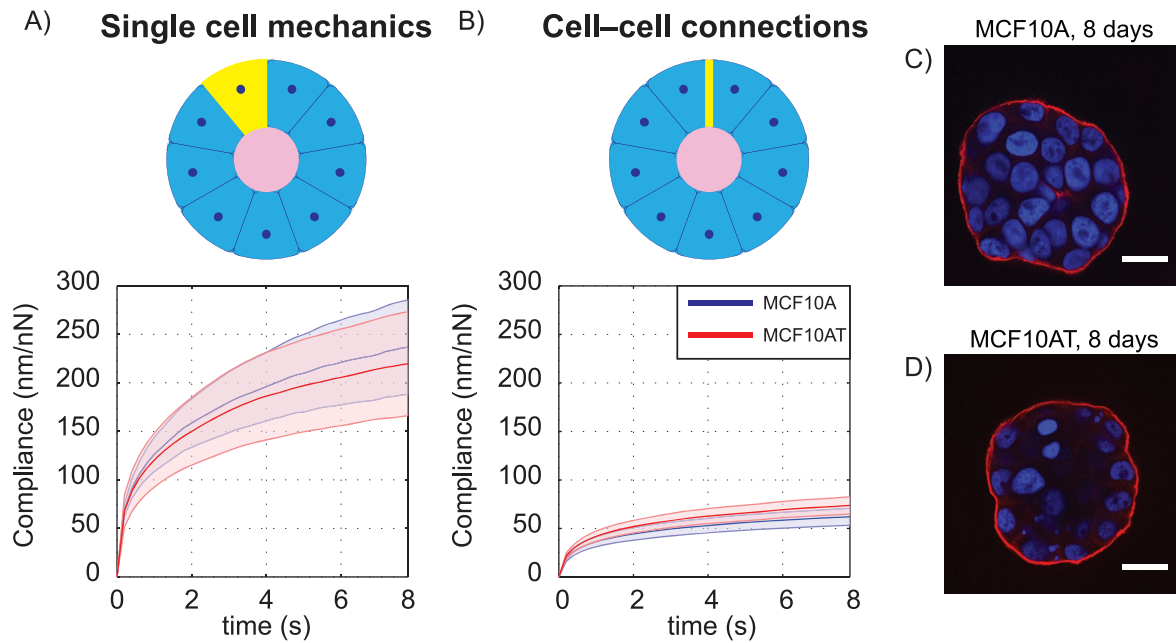 A)
Single cell mechanics
300
250
200
150
100
50
0
Compliance (nm/nN)
0 2 4 6 8
time (s)
B)
Cell–cell connections
MCF10A
MCF10AT
300
250
200
150
100
50
0
Compliance (nm/nN)
0 2 4 6 8
time (s)
MCF10A, 8 days
C)
MCF10AT, 8 days
D)